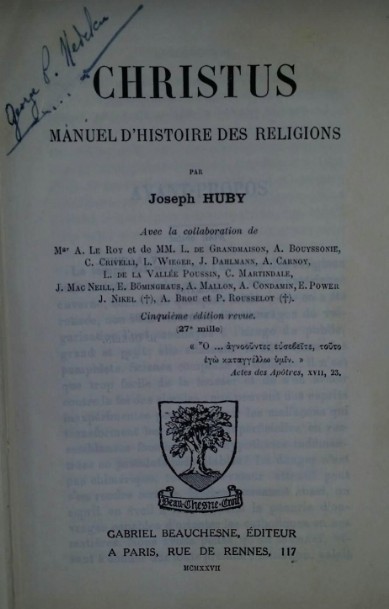 George P.
CHRISTUS
MANUEL D'HISTOIRE DES RELIGIONS
PAR
Joseph HUBY
Avec la collaboration de
Mgr A. LE ROY et de MM. L. DE GRANDMAISON, A. BOUYSSONIE,
C. CRIVELLI, L. WIEGER, J. DAHLMANN, A. CARNOY,
L. DE LA VALLÉE POUSSIN, C. MARTINDALE,
J. MAC NEILL, E. BÖMINGHAUS, A. MALLON, A. CONDAMIN, E. POWER
J. NIKEL (†), A. BROU et P. ROUSSELOT (†).
Cinquième édition revue.
(27e mille)
« Ὃ ... ἀγνοοῦντες εὐσεβεῖτε, τοῦτο
ἐγὼ καταγγέλλω ὑμῖν. »
Actes des Apôtres, XVII, 23.
Beau-Chesne-Croit
GABRIEL BEAUCHESNE, ÉDITEUR
A PARIS, RUE DE RENNES, 117
MCMXXVII